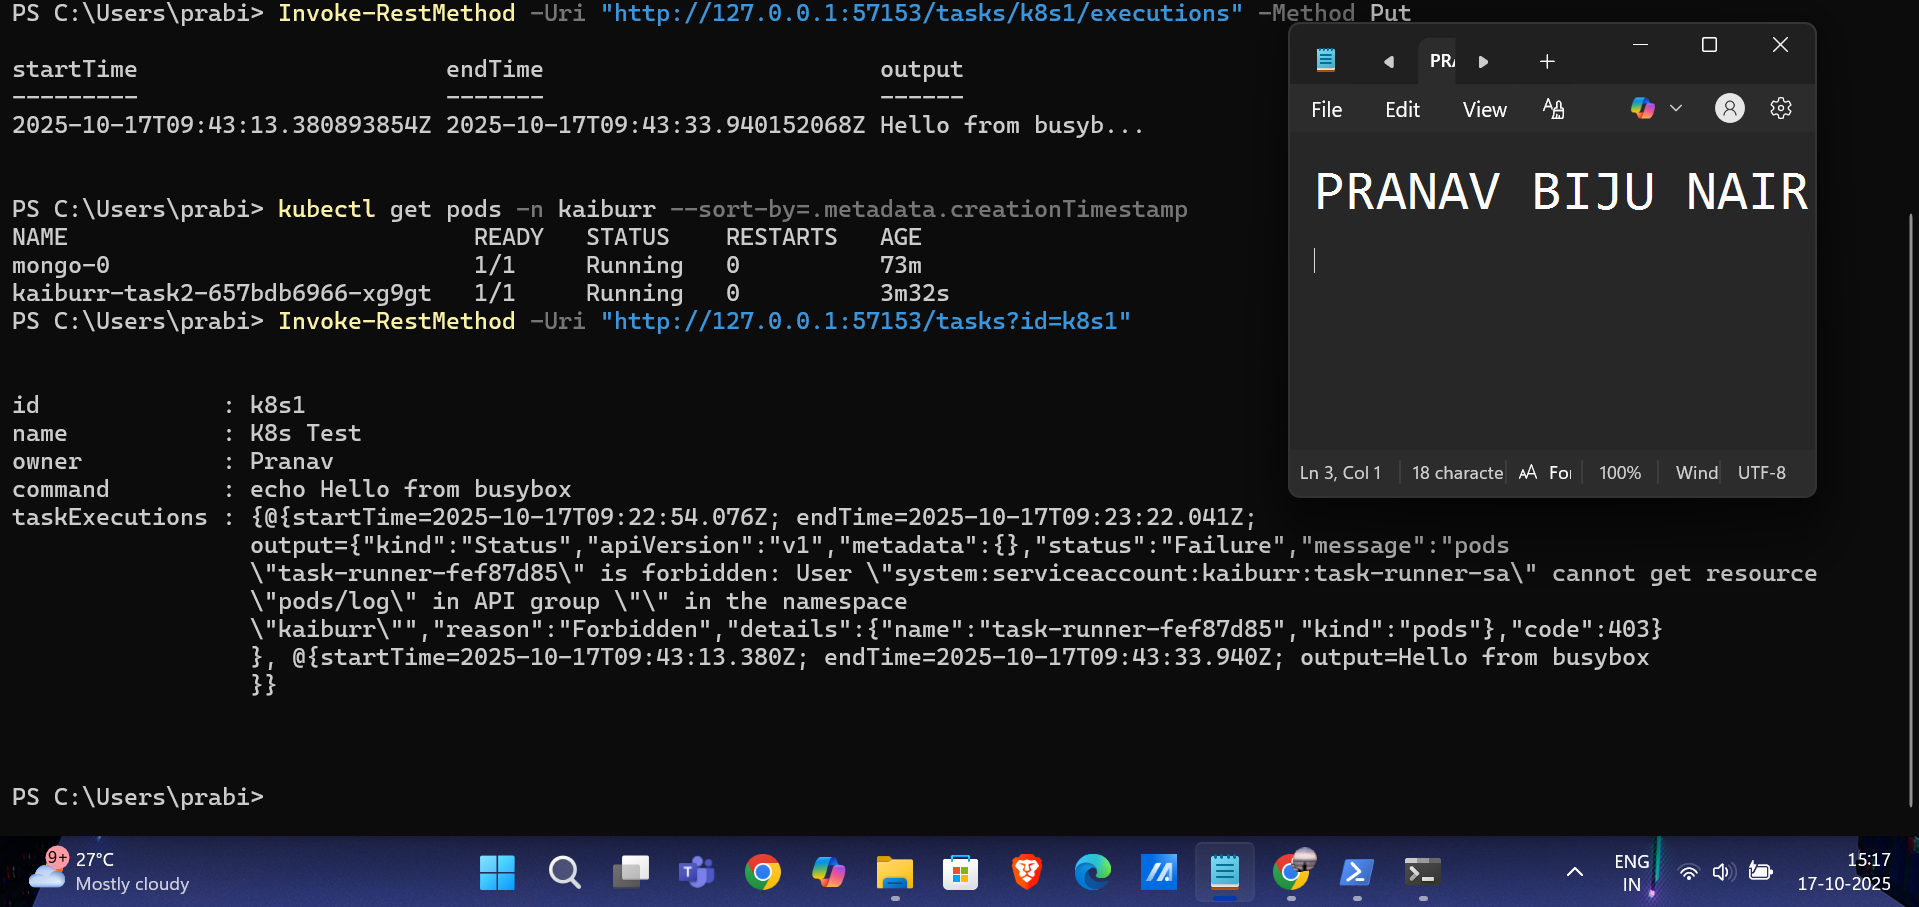 PS C:\Users\prabi> Invoke-RestMethod -Uri "http://127.0.0.1:57153/tasks/k8s1/executions" -Method Put
startTime endTime output
--------- ------- ------
2025-10-17T09:43:13.380893854Z 2025-10-17T09:43:33.940152068Z Hello from busyb...
PS C:\Users\prabi> kubectl get pods -n kaiburr --sort-by=.metadata.creationTimestamp
NAME READY STATUS RESTARTS AGE
mongo-0 1/1 Running 0 73m
kaiburr-task2-657bdb6966-xg9gt 1/1 Running 0 3m32s
PS C:\Users\prabi> Invoke-RestMethod -Uri "http://127.0.0.1:57153/tasks?id=k8s1"
id : k8s1
name : K8s Test
owner : Pranav
command : echo Hello from busybox
taskExecutions : {@{startTime=2025-10-17T09:22:54.076Z; endTime=2025-10-17T09:23:22.041Z;
output={"kind":"Status","apiVersion":"v1","metadata":{},"status":"Failure","message":"pods
\"task-runner-fef87d85\" is forbidden: User \"system:serviceaccount:kaiburr:task-runner-sa\" cannot get resource
\"pods/log\" in API group \"\" in the namespace
\"kaiburr\"","reason":"Forbidden","details":{"name":"task-runner-fef87d85","kind":"pods"},"code":403}
}, @{startTime=2025-10-17T09:43:13.380Z; endTime=2025-10-17T09:43:33.940Z; output=Hello from busybox
}}
PS C:\Users\prabi>
PRA
File Edit View
PRANAV BIJU NAIR
Ln 3, Col 1 18 characte For 100% Wind UTF-8
9+ 27°C
Mostly cloudy
ENG
IN
15:17
17-10-2025